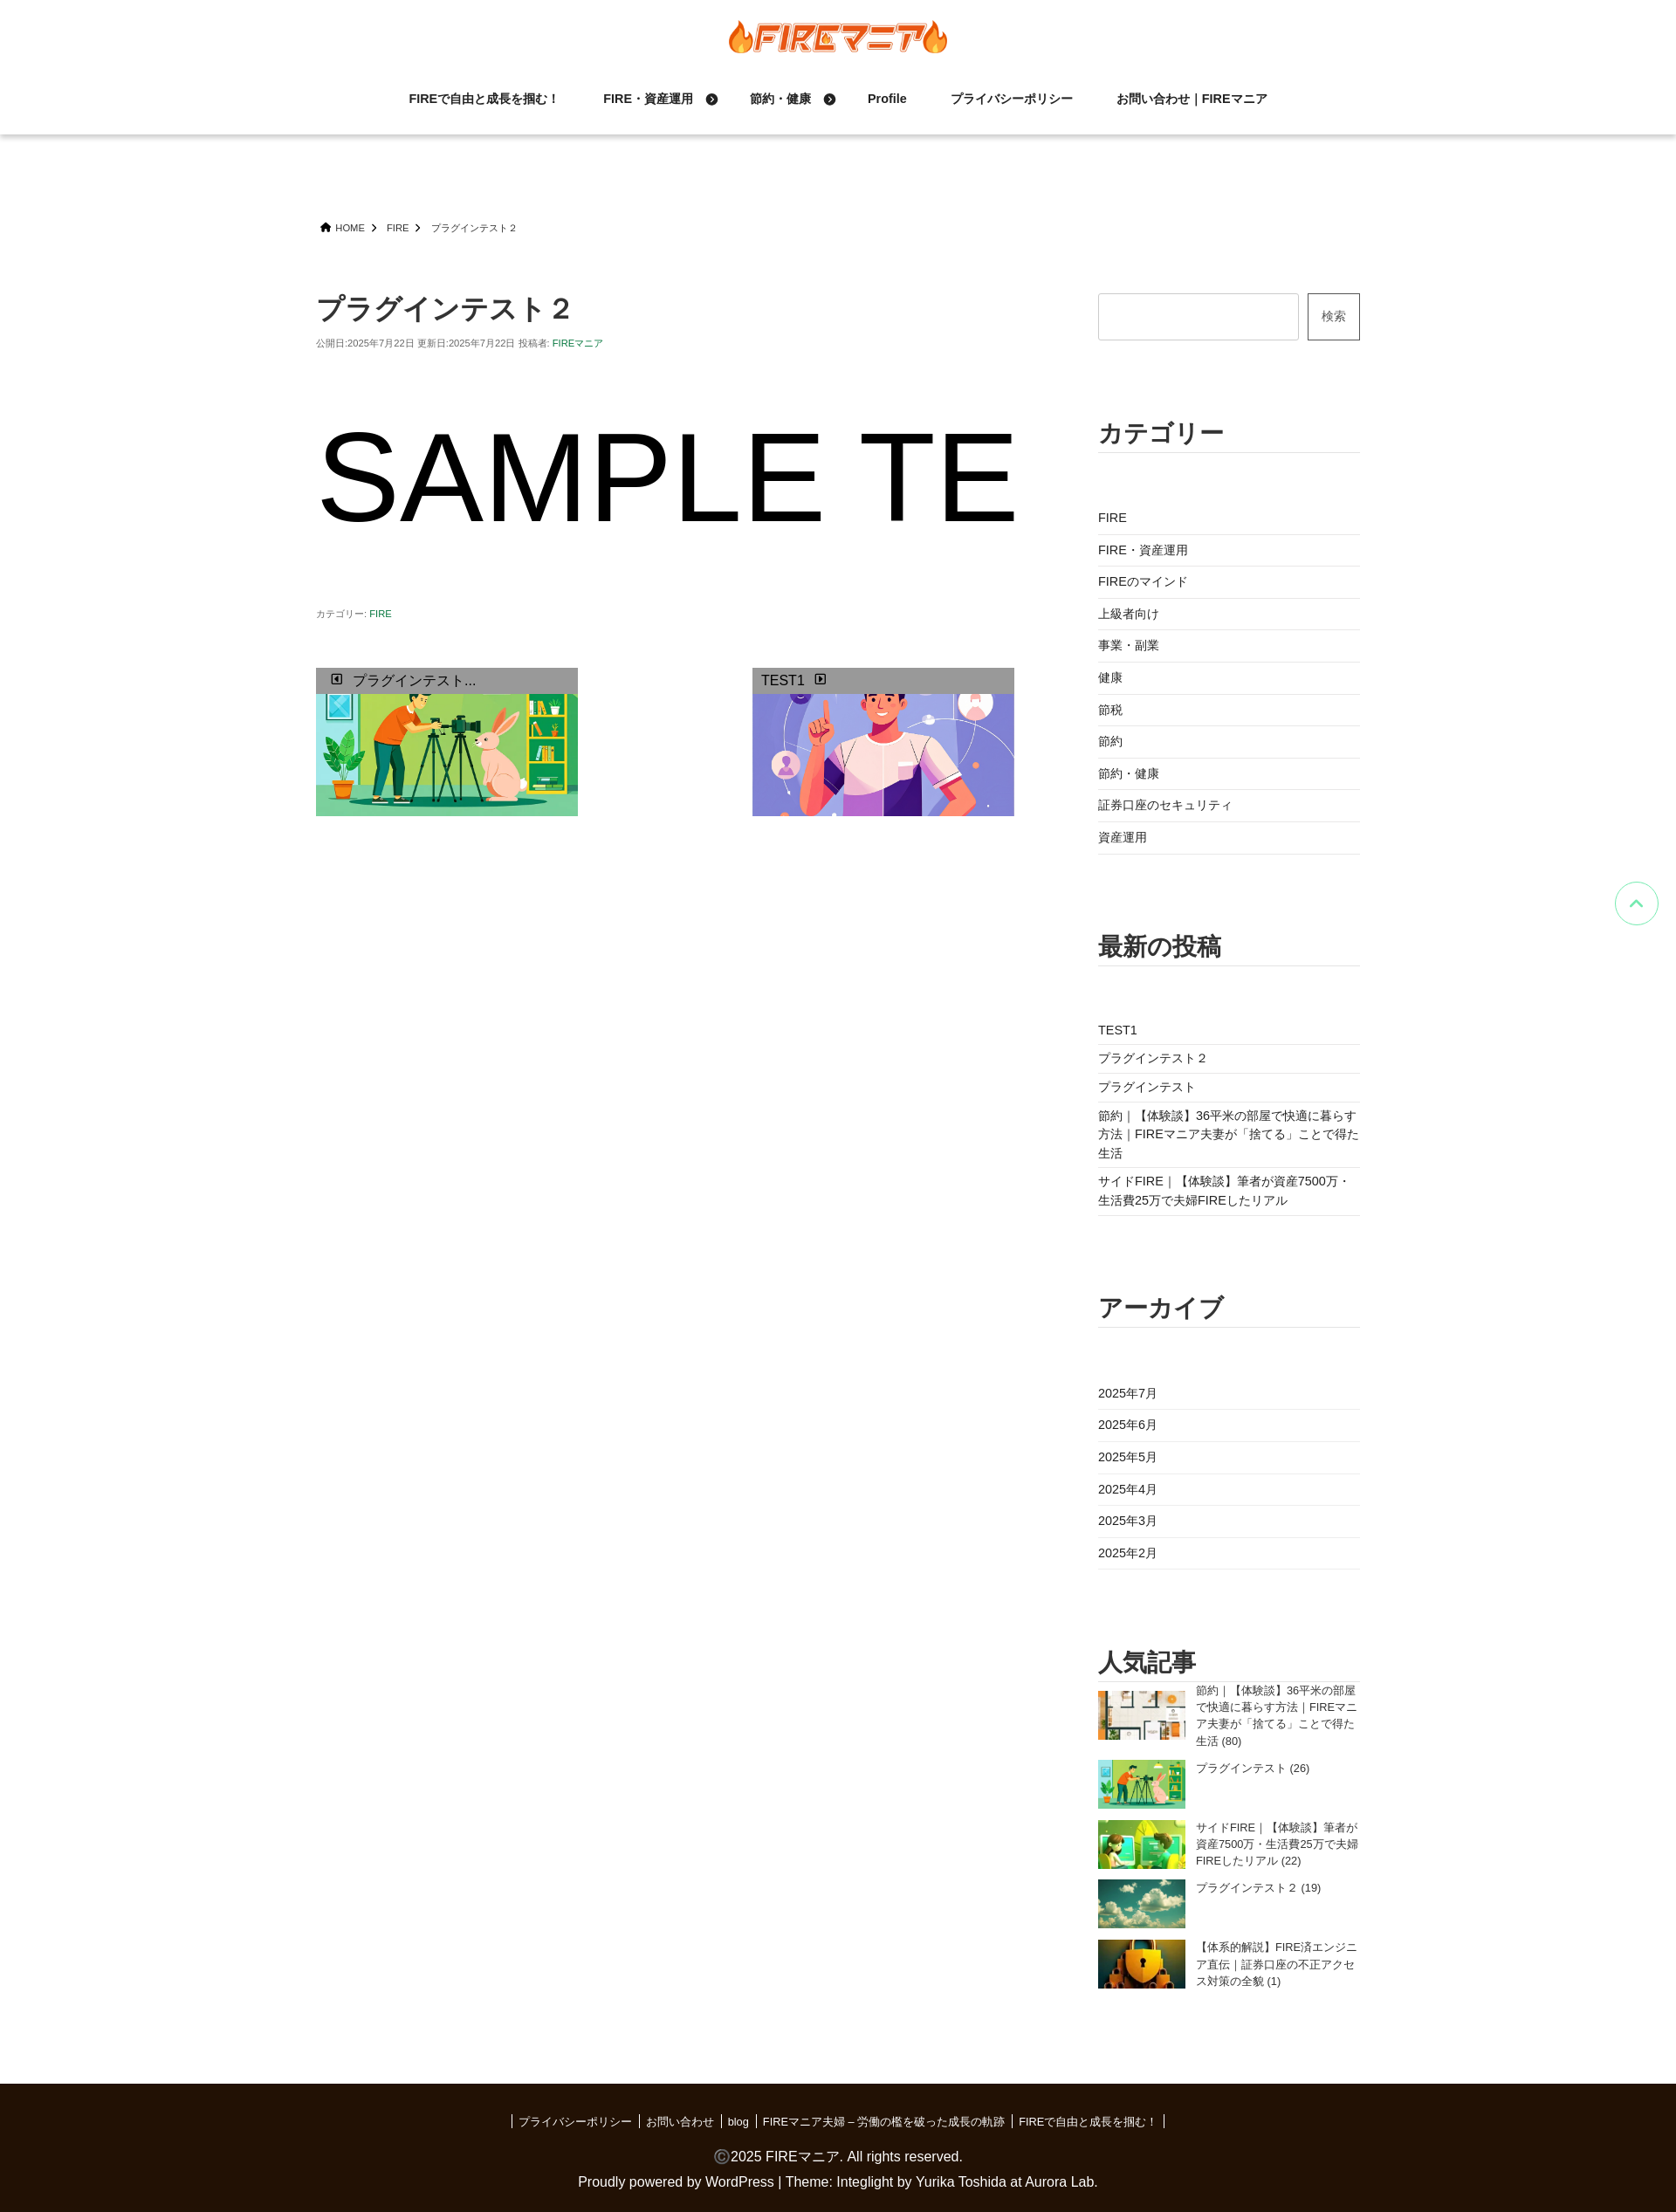 FIREマニア
FIREで自由と成長を掴む！ FIRE・資産運用 節約・健康 Profile プライバシーポリシー お問い合わせ｜FIREマニア
HOME FIRE プラグインテスト２
プラグインテスト２
公開日:2025年7月22日 更新日:2025年7月22日 投稿者: FIREマニア
SAMPLE TE
カテゴリー: FIRE
プラグインテスト...
TEST1
検索
カテゴリー
FIRE
FIRE・資産運用
FIREのマインド
上級者向け
事業・副業
健康
節税
節約
節約・健康
証券口座のセキュリティ
資産運用
最新の投稿
TEST1
プラグインテスト２
プラグインテスト
節約｜【体験談】36平米の部屋で快適に暮らす
方法｜FIREマニア夫妻が「捨てる」ことで得た
生活
サイドFIRE｜【体験談】筆者が資産7500万・
生活費25万で夫婦FIREしたリアル
アーカイブ
2025年7月
2025年6月
2025年5月
2025年4月
2025年3月
2025年2月
人気記事
節約｜【体験談】36平米の部屋
で快適に暮らす方法｜FIREマニ
ア夫妻が「捨てる」ことで得た
生活 (80)
プラグインテスト (26)
サイドFIRE｜【体験談】筆者が
資産7500万・生活費25万で夫婦
FIREしたリアル (22)
プラグインテスト２ (19)
【体系的解説】FIRE済エンジニ
ア直伝｜証券口座の不正アクセ
ス対策の全貌 (1)
プライバシーポリシー お問い合わせ blog FIREマニア夫婦 – 労働の檻を破った成長の軌跡 FIREで自由と成長を掴む！
©2025 FIREマニア. All rights reserved.
Proudly powered by WordPress | Theme: Integlight by Yurika Toshida at Aurora Lab.